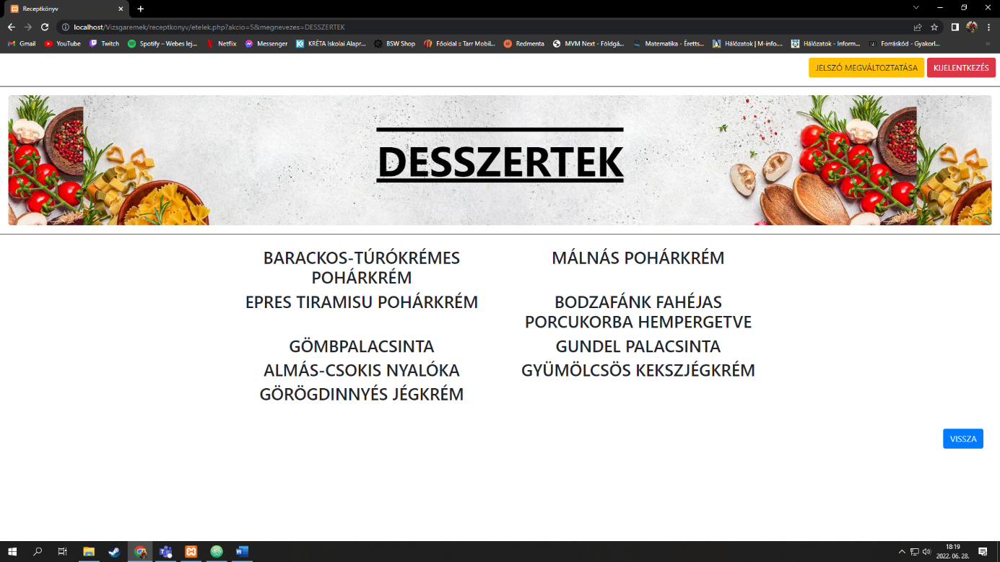 Receptkönyv
localhost/Vizsgaremek/receptkonyv/etelek.php?akcio=5&megnevezes=DESSZERTEK
Gmail YouTube Twitch Spotify – Webes lej... Netflix Messenger KRÉTA Iskolai Alapr... BSW Shop Főoldal :: Tarr Mobil... Redmenta MVM Next - Földgá... Matematika - Éretts... Hálózatok | M-info.... Hálózatok - Inform... Forráskód - Gyakorl...
JELSZÓ MEGVÁLTOZTATÁSA KIJELENTKEZÉS
DESSZERTEK
BARACKOS-TÚRÓKRÉMES
POHÁRKRÉM
MÁLNÁS POHÁRKRÉM
EPRES TIRAMISU POHÁRKRÉM
BODZAFÁNK FAHÉJAS
PORCUKORBA HEMPERGETVE
GÖMBPALACSINTA
GUNDEL PALACSINTA
ALMÁS-CSOKIS NYALÓKA
GYÜMÖLCSÖS KEKSZJÉGKRÉM
GÖRÖGDINNYÉS JÉGKRÉM
VISSZA
18:19
2022. 06. 28.